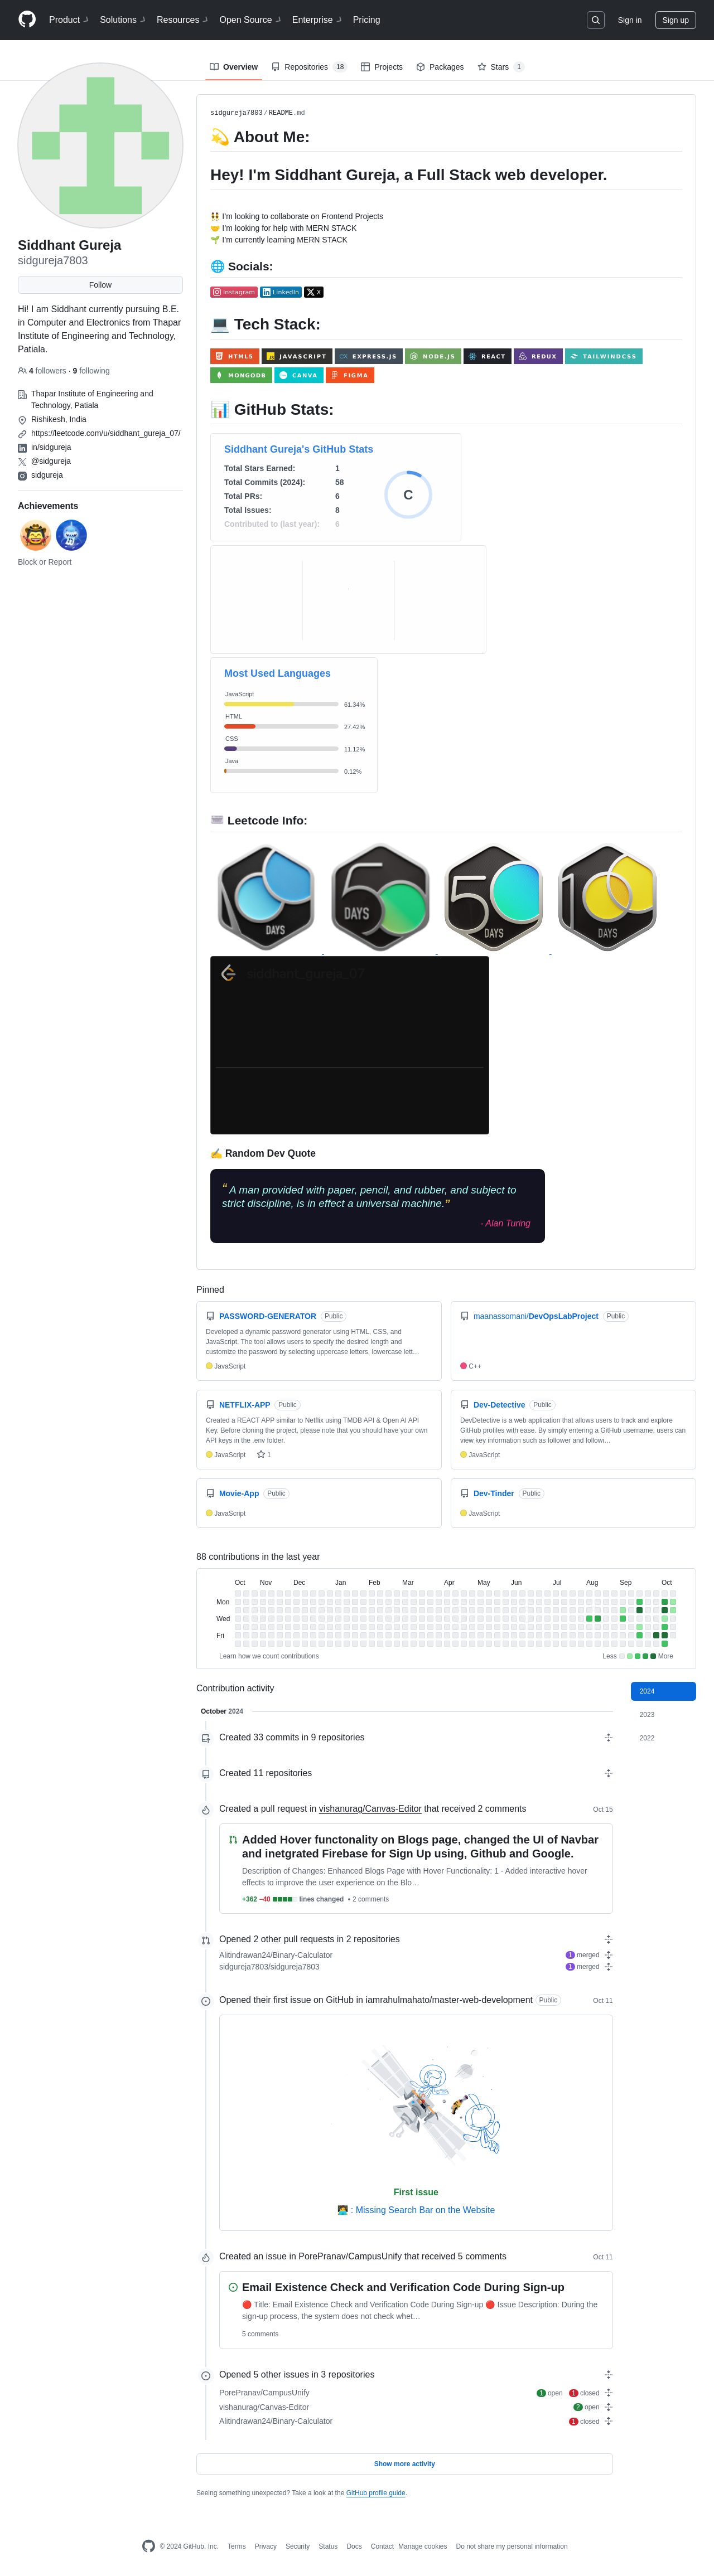 Product
Solutions
Resources
Open Source
Enterprise
Pricing
Sign in
Sign up
Overview
Repositories 18
Projects
Packages
Stars 1
Siddhant Gureja
sidgureja7803
Follow
Hi! I am Siddhant currently pursuing B.E.
in Computer and Electronics from Thapar
Institute of Engineering and Technology,
Patiala.
4 followers · 9 following
Thapar Institute of Engineering and
Technology, Patiala
Rishikesh, India
https://leetcode.com/u/siddhant_gureja_07/
in/sidgureja
@sidgureja
sidgureja
Achievements
Block or Report
sidgureja7803/README.md
💫 About Me:
Hey! I'm Siddhant Gureja, a Full Stack web developer.
👯 I'm looking to collaborate on Frontend Projects
🤝 I'm looking for help with MERN STACK
🌱 I'm currently learning MERN STACK
🌐 Socials:
Instagram LinkedIn X
💻 Tech Stack:
HTML5 JAVASCRIPT EXPRESS.JS NODE.JS REACT REDUX TAILWINDCSS
MONGODB CANVA FIGMA
📊 GitHub Stats:
Siddhant Gureja's GitHub Stats
Total Stars Earned: 1
Total Commits (2024): 58
Total PRs: 6
Total Issues: 8
Contributed to (last year): 6
C
Most Used Languages
JavaScript
61.34%
HTML
27.42%
CSS
11.12%
Java
0.12%
Leetcode Info:
DAYS
50
DAYS
100
DAYS
siddhant_gureja_07
✍️ Random Dev Quote
“ A man provided with paper, pencil, and rubber, and subject to
strict discipline, is in effect a universal machine.”
- Alan Turing
Pinned
PASSWORD-GENERATOR Public
Developed a dynamic password generator using HTML, CSS, and
JavaScript. The tool allows users to specify the desired length and
customize the password by selecting uppercase letters, lowercase lett…
JavaScript
maanassomani/DevOpsLabProject Public
C++
NETFLIX-APP Public
Created a REACT APP similar to Netflix using TMDB API & Open AI API
Key. Before cloning the project, please note that you should have your own
API keys in the .env folder.
JavaScript 1
Dev-Detective Public
DevDetective is a web application that allows users to track and explore
GitHub profiles with ease. By simply entering a GitHub username, users can
view key information such as follower and followi…
JavaScript
Movie-App Public
JavaScript
Dev-Tinder Public
JavaScript
88 contributions in the last year
Oct Nov Dec Jan Feb Mar Apr May Jun Jul Aug Sep Oct
Mon
Wed
Fri
Learn how we count contributions
Less More
Contribution activity
2024
2023
2022
October 2024
Created 33 commits in 9 repositories
Created 11 repositories
Created a pull request in vishanurag/Canvas-Editor that received 2 comments Oct 15
Added Hover functonality on Blogs page, changed the UI of Navbar
and inetgrated Firebase for Sign Up using, Github and Google.
Description of Changes: Enhanced Blogs Page with Hover Functionality: 1 - Added interactive hover
effects to improve the user experience on the Blo…
+362 −40 lines changed • 2 comments
Opened 2 other pull requests in 2 repositories
Alitindrawan24/Binary-Calculator 1 merged
sidgureja7803/sidgureja7803 1 merged
Opened their first issue on GitHub in iamrahulmahato/master-web-development Public Oct 11
First issue
🧑‍💻 : Missing Search Bar on the Website
Created an issue in PorePranav/CampusUnify that received 5 comments Oct 11
Email Existence Check and Verification Code During Sign-up
🔴 Title: Email Existence Check and Verification Code During Sign-up 🔴 Issue Description: During the
sign-up process, the system does not check whet…
5 comments
Opened 5 other issues in 3 repositories
PorePranav/CampusUnify 1 open 1 closed
vishanurag/Canvas-Editor 2 open
Alitindrawan24/Binary-Calculator 1 closed
Show more activity
Seeing something unexpected? Take a look at the GitHub profile guide.
© 2024 GitHub, Inc. Terms Privacy Security Status Docs Contact Manage cookies Do not share my personal information